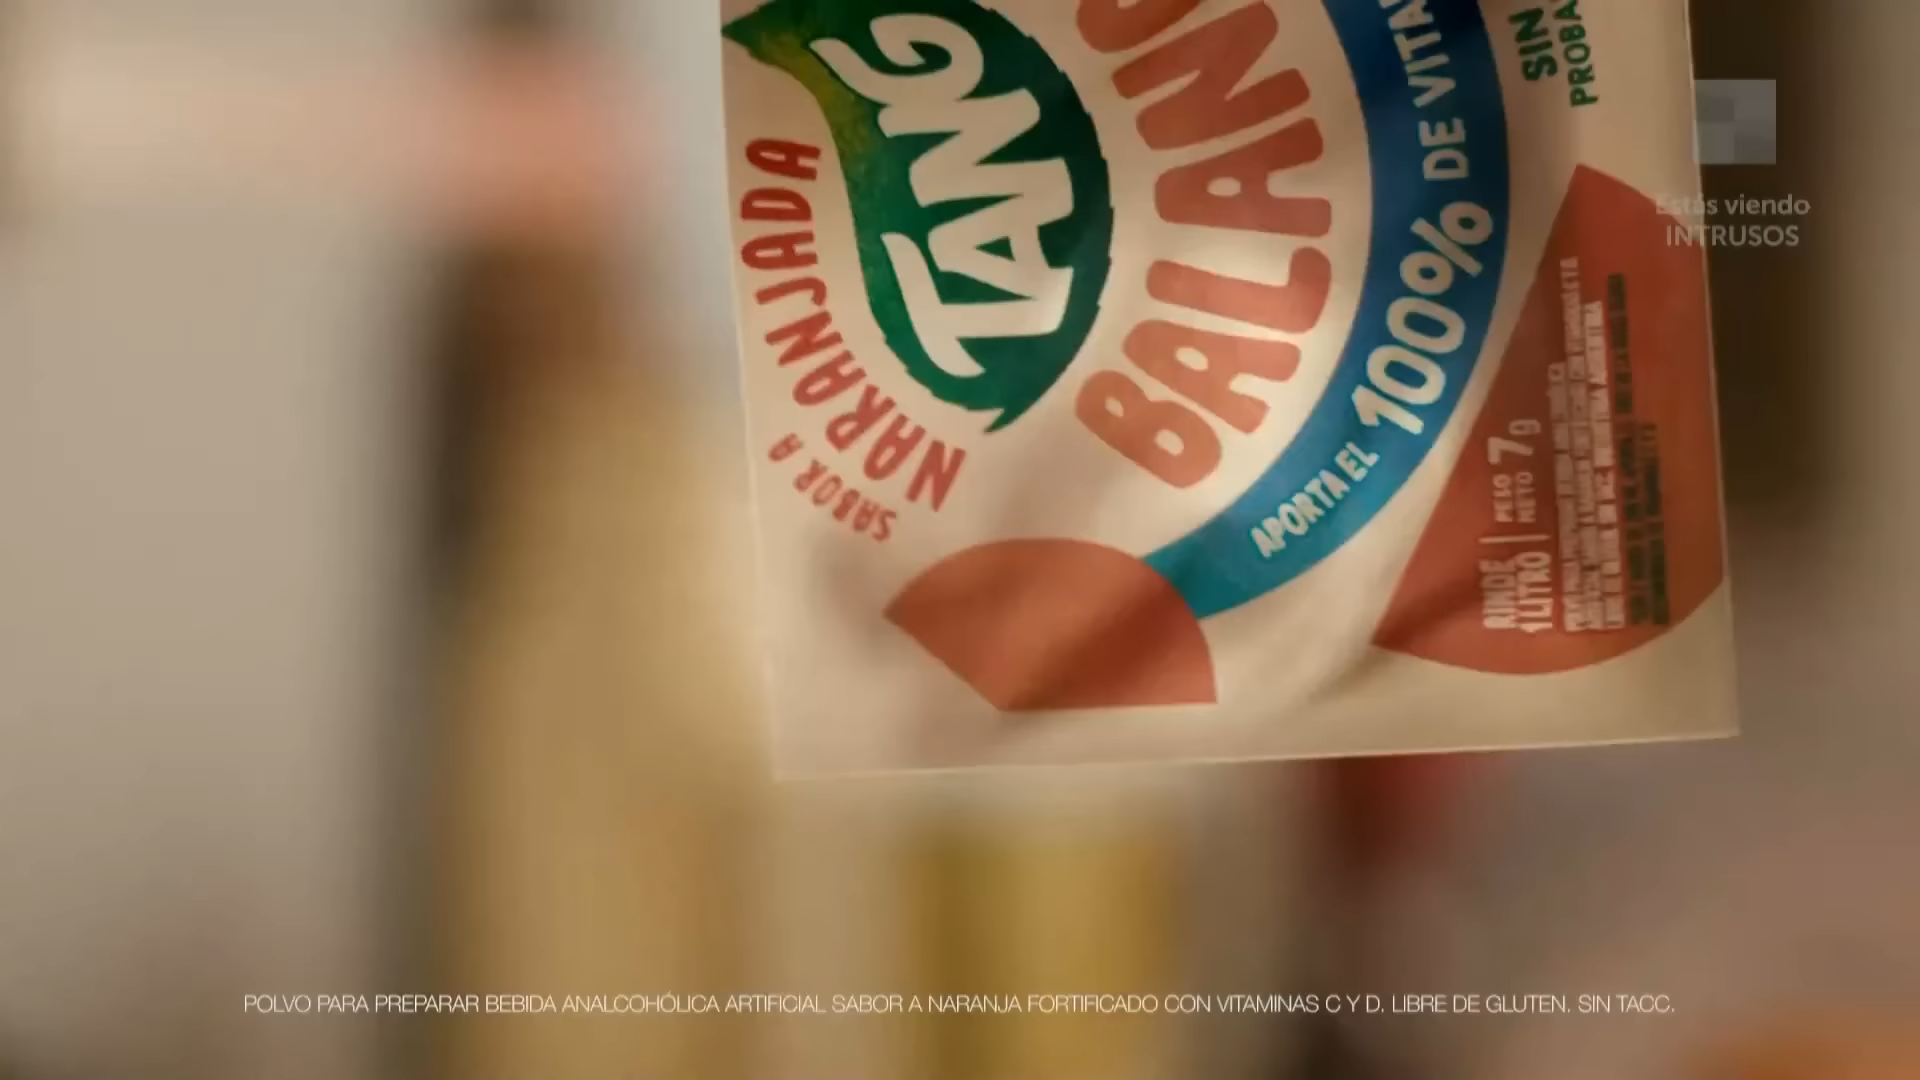 TANG
SABOR A
NARANJADA
BALAN
APORTA EL 100% DE VITA
SIN
PROBA
RINDE
1 LITRO
PESO
NETO 7g
Estás viendo
INTRUSOS
POLVO PARA PREPARAR BEBIDA ANALCOHÓLICA ARTIFICIAL SABOR A NARANJA FORTIFICADO CON VITAMINAS C Y D. LIBRE DE GLUTEN. SIN TACC.